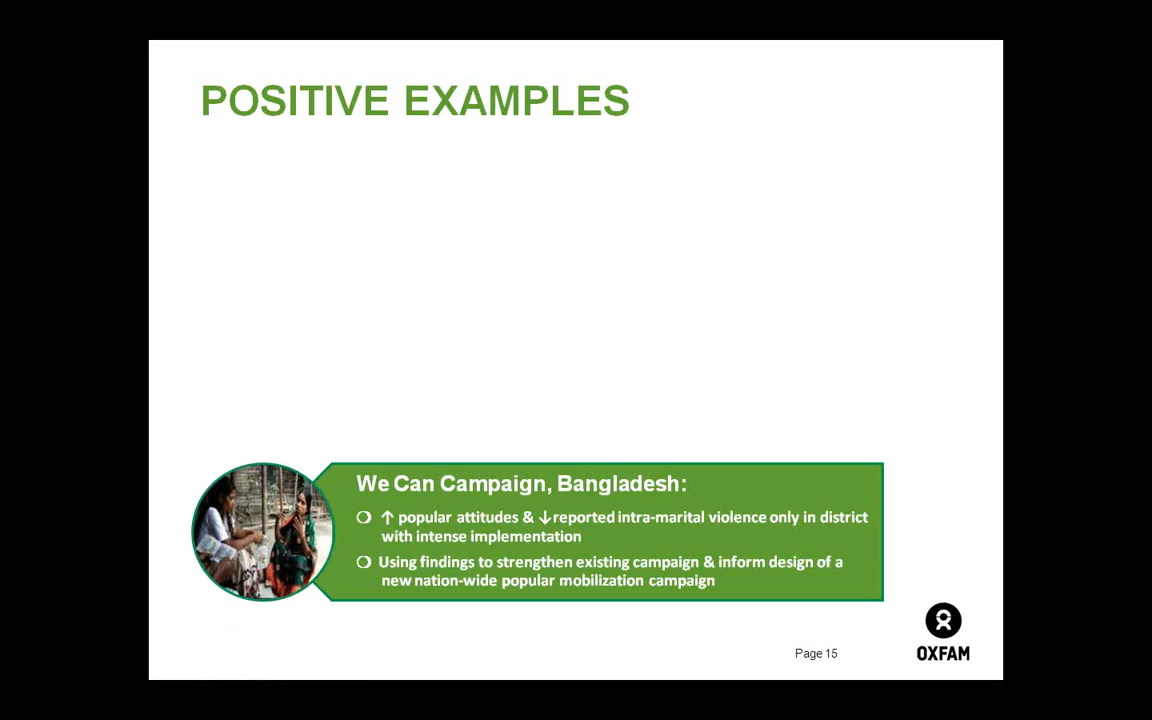 POSITIVE EXAMPLES
We Can Campaign, Bangladesh:
❍ ↑ popular attitudes & ↓reported intra-marital violence only in district
with intense implementation
❍ Using findings to strengthen existing campaign & inform design of a
new nation-wide popular mobilization campaign
Page 15
OXFAM